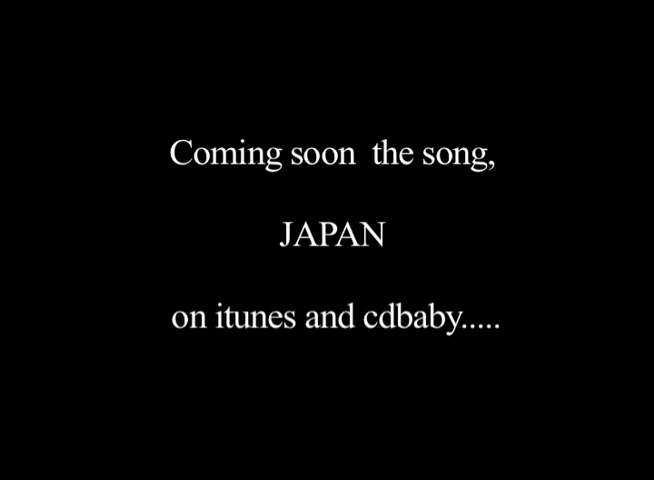 Coming soon  the song,
JAPAN
on itunes and cdbaby.....